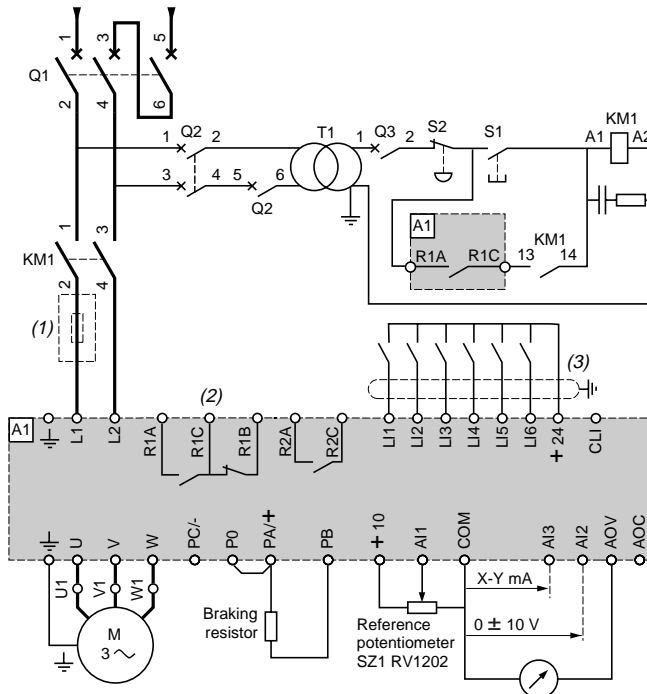 1 3 5
Q1
2 4 6
1 Q2 2 T1 1 Q3 2 S2 S1 KM1
A1 A2
3 4 5 6
Q2
A1
R1A R1C 13 KM1 14
1 3
KM1
2 4
(1)
(2)
(3)
A1
L1 L2 R1A R1C R1B R2A R2C LI1 LI2 LI3 LI4 LI5 LI6 + 24 CLI
U V W PC/- P0 PA/+ PB + 10 AI1 COM AI3 AI2 AOV AOC
U1 V1 W1
M
3
Braking
resistor
Reference
potentiometer
SZ1 RV1202
X-Y mA
0 ± 10 V